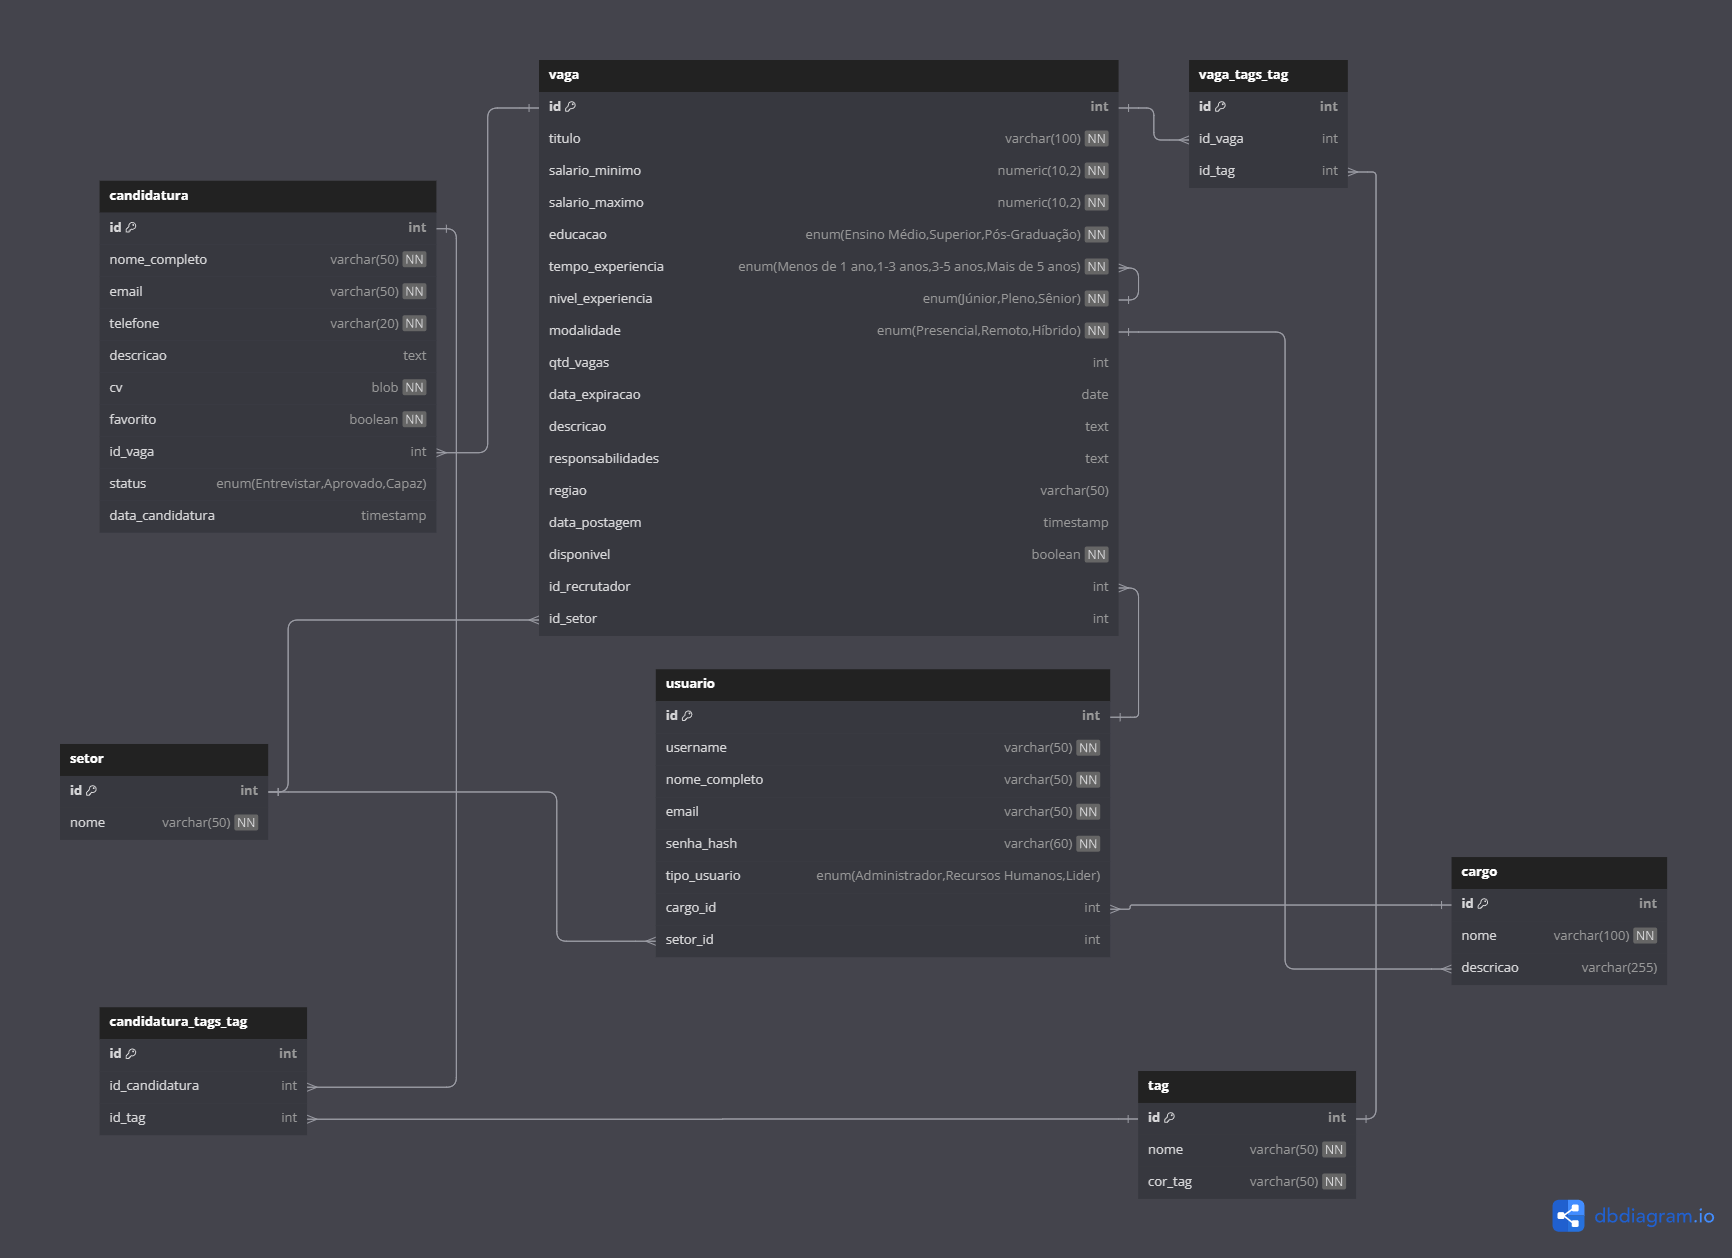 vaga
id int
titulo varchar(100) NN
salario_minimo numeric(10,2) NN
salario_maximo numeric(10,2) NN
educacao enum(Ensino Médio,Superior,Pós-Graduação) NN
tempo_experiencia enum(Menos de 1 ano,1-3 anos,3-5 anos,Mais de 5 anos) NN
nivel_experiencia enum(Júnior,Pleno,Sênior) NN
modalidade enum(Presencial,Remoto,Híbrido) NN
qtd_vagas int
data_expiracao date
descricao text
responsabilidades text
regiao varchar(50)
data_postagem timestamp
disponivel boolean NN
id_recrutador int
id_setor int
vaga_tags_tag
id int
id_vaga int
id_tag int
candidatura
id int
nome_completo varchar(50) NN
email varchar(50) NN
telefone varchar(20) NN
descricao text
cv blob NN
favorito boolean NN
id_vaga int
status enum(Entrevistar,Aprovado,Capaz)
data_candidatura timestamp
usuario
id int
username varchar(50) NN
nome_completo varchar(50) NN
email varchar(50) NN
senha_hash varchar(60) NN
tipo_usuario enum(Administrador,Recursos Humanos,Lider)
cargo_id int
setor_id int
setor
id int
nome varchar(50) NN
cargo
id int
nome varchar(100) NN
descricao varchar(255)
candidatura_tags_tag
id int
id_candidatura int
id_tag int
tag
id int
nome varchar(50) NN
cor_tag varchar(50) NN
dbdiagram.io